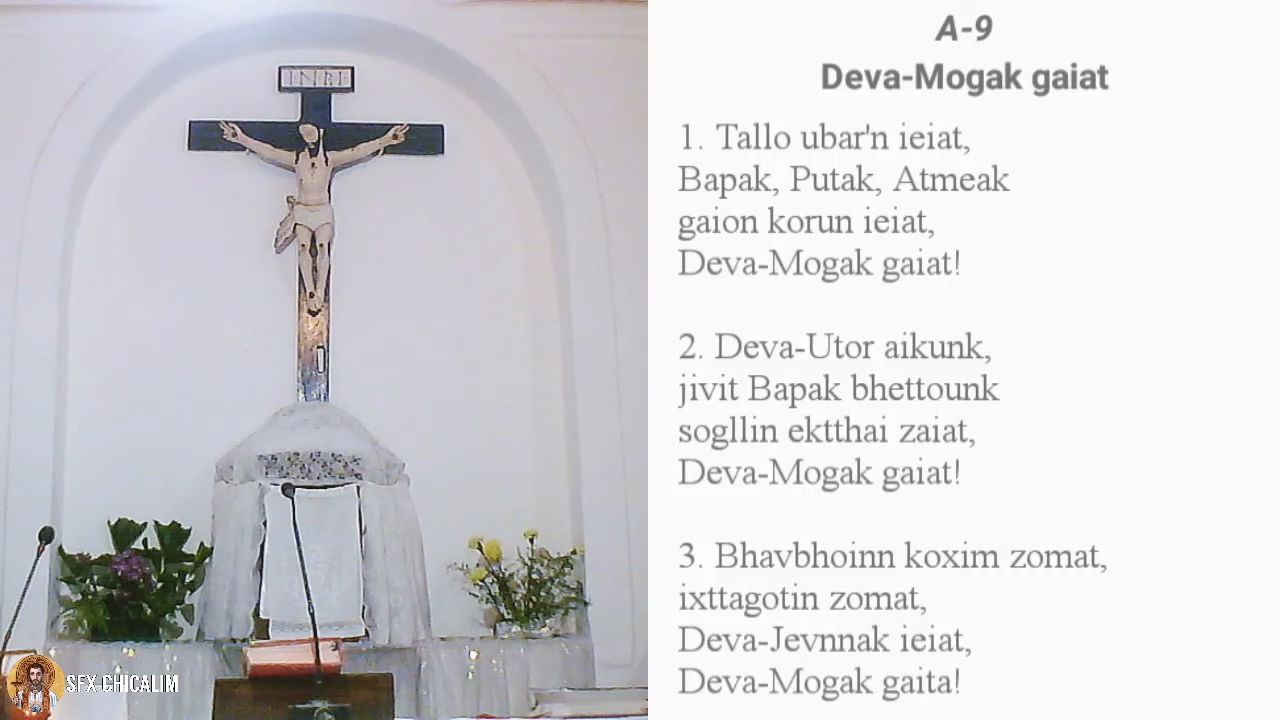 INRI
SFX CHICALIM
A-9
Deva-Mogak gaiat
1. Tallo ubar'n ieiat,
Bapak, Putak, Atmeak
gaion korun ieiat,
Deva-Mogak gaiat!
2. Deva-Utor aikunk,
jivit Bapak bhettounk
sogllin ektthai zaiat,
Deva-Mogak gaiat!
3. Bhavbhoinn koxim zomat,
ixttagotin zomat,
Deva-Jevnnak ieiat,
Deva-Mogak gaita!